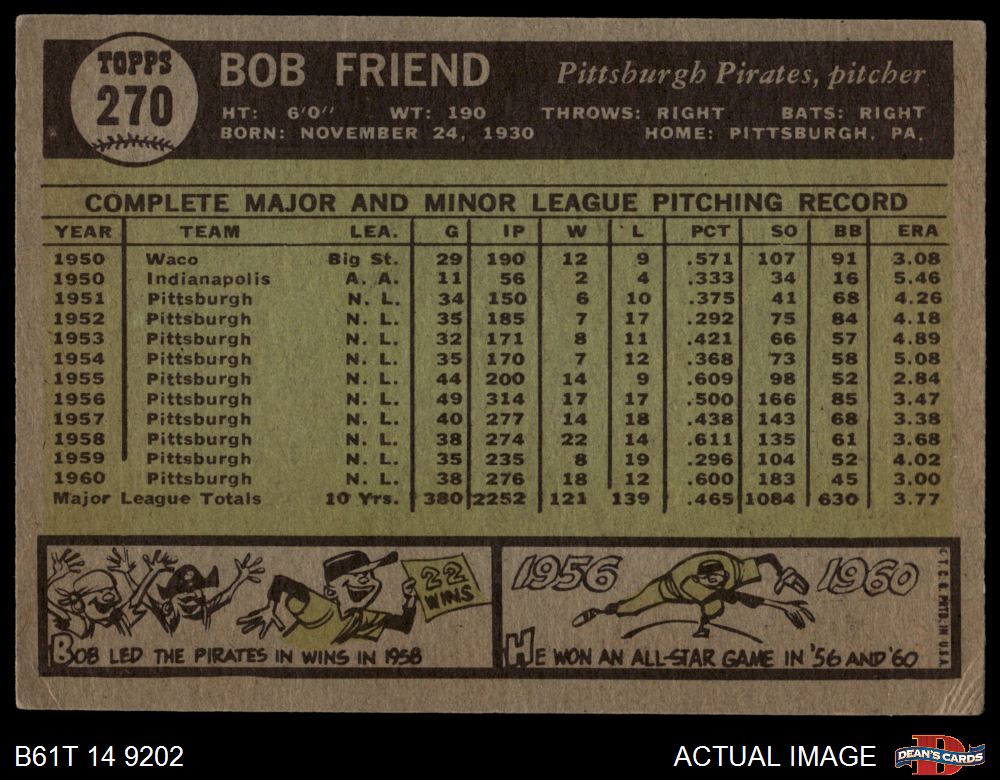 TOPPS
270
BOB FRIEND Pittsburgh Pirates, pitcher
HT: 6'0" WT: 190 THROWS: RIGHT BATS: RIGHT
BORN: NOVEMBER 24, 1930 HOME: PITTSBURGH, PA.
COMPLETE MAJOR AND MINOR LEAGUE PITCHING RECORD
YEAR TEAM LEA. G IP W L PCT SO BB ERA
1950 Waco Big St. 29 190 12 9 .571 107 91 3.08
1950 Indianapolis A. A. 11 56 2 4 .333 34 16 5.46
1951 Pittsburgh N. L. 34 150 6 10 .375 41 68 4.26
1952 Pittsburgh N. L. 35 185 7 17 .292 75 84 4.18
1953 Pittsburgh N. L. 32 171 8 11 .421 66 57 4.89
1954 Pittsburgh N. L. 35 170 7 12 .368 73 58 5.08
1955 Pittsburgh N. L. 44 200 14 9 .609 98 52 2.84
1956 Pittsburgh N. L. 49 314 17 17 .500 166 85 3.47
1957 Pittsburgh N. L. 40 277 14 18 .438 143 68 3.38
1958 Pittsburgh N. L. 38 274 22 14 .611 135 61 3.68
1959 Pittsburgh N. L. 35 235 8 19 .296 104 52 4.02
1960 Pittsburgh N. L. 38 276 18 12 .600 183 45 3.00
Major League Totals 10 Yrs. 380 2252 121 139 .465 1084 630 3.77
22
WINS
BOB LED THE PIRATES IN WINS IN 1958
1956 1960
HE WON AN ALL-STAR GAME IN '56 AND '60
© T.C.G. PRTD. IN U.S.A.
B61T 14 9202 ACTUAL IMAGE
DEAN'S CARDS